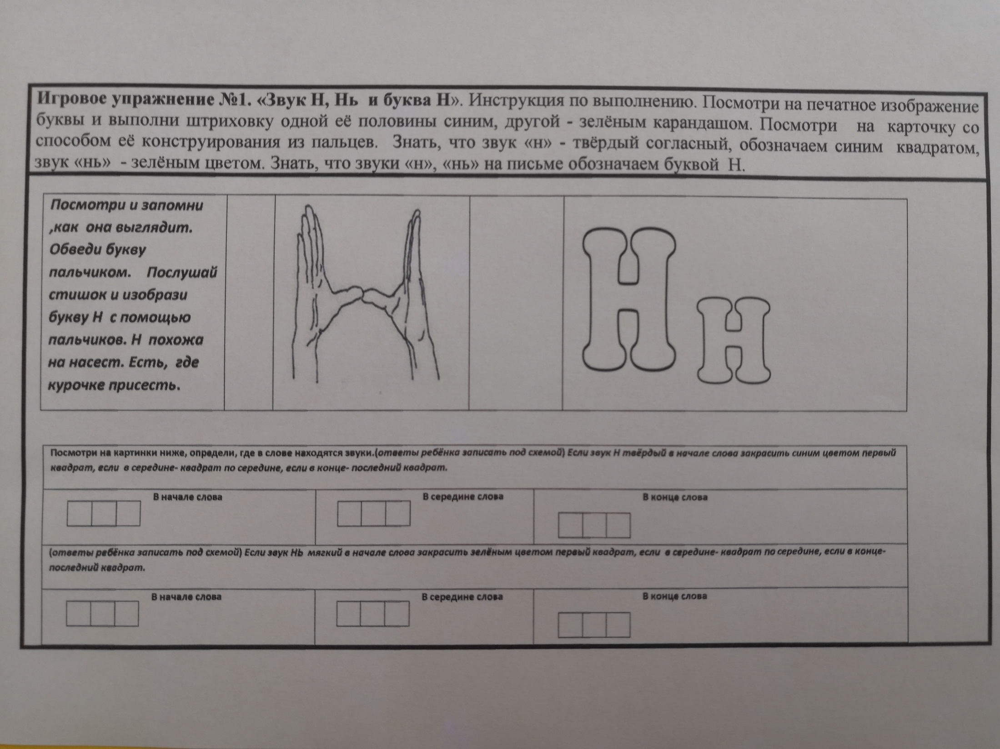 Игровое упражнение №1. «Звук Н, Нь и буква Н». Инструкция по выполнению. Посмотри на печатное изображение
буквы и выполни штриховку одной её половины синим, другой - зелёным карандашом. Посмотри на карточку со
способом её конструирования из пальцев. Знать, что звук «н» - твёрдый согласный, обозначаем синим квадратом,
звук «нь» - зелёным цветом. Знать, что звуки «н», «нь» на письме обозначаем буквой Н.
Посмотри и запомни
,как она выглядит.
Обведи букву
пальчиком. Послушай
стишок и изобрази
букву Н с помощью
пальчиков. Н похожа
на насест. Есть, где
курочке присесть.
Н Н
Посмотри на картинки ниже, определи, где в слове находятся звуки.(ответы ребёнка записать под схемой) Если звук Н твёрдый в начале слова закрасить синим цветом первый
квадрат, если в середине- квадрат по середине, если в конце- последний квадрат.
В начале слова
В середине слова
В конце слова
(ответы ребёнка записать под схемой) Если звук НЬ мягкий в начале слова закрасить зелёным цветом первый квадрат, если в середине- квадрат по середине, если в конце-
последний квадрат.
В начале слова
В середине слова
В конце слова